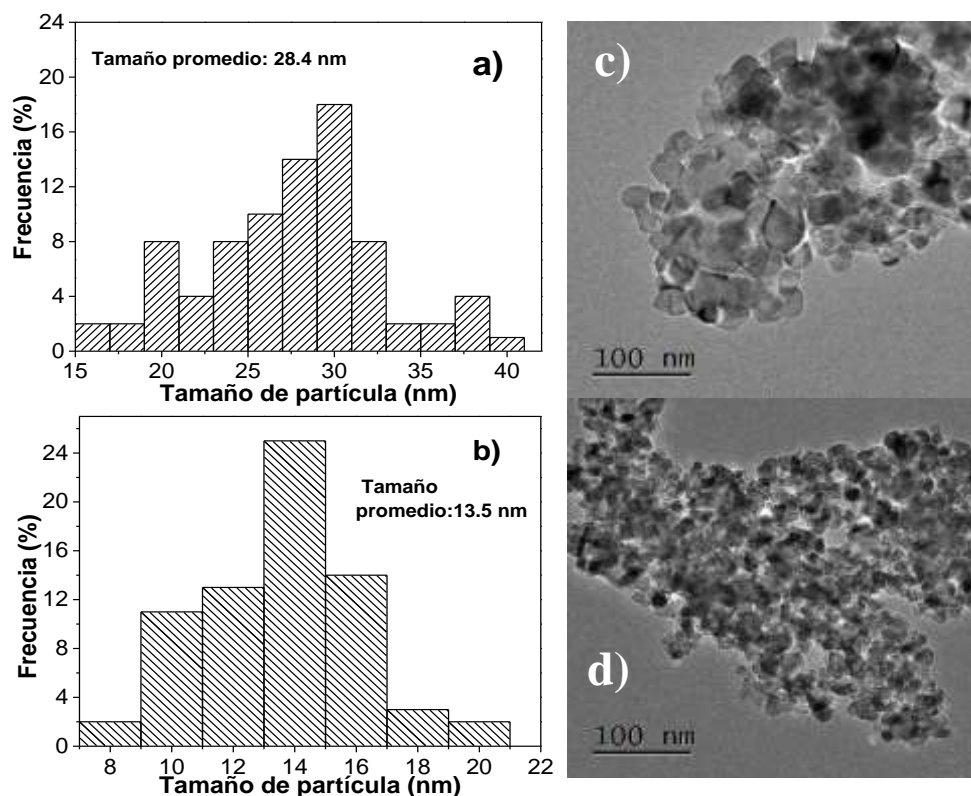 24
20
16
12
8
4
0
Frecuencia (%)
Tamaño promedio: 28.4 nm
a)
15 20 25 30 35 40
Tamaño de partícula (nm)
24
20
16
12
8
4
0
Frecuencia (%)
b)
Tamaño
promedio:13.5 nm
8 10 12 14 16 18 20 22
Tamaño de partícula (nm)
c)
100 nm
d)
100 nm